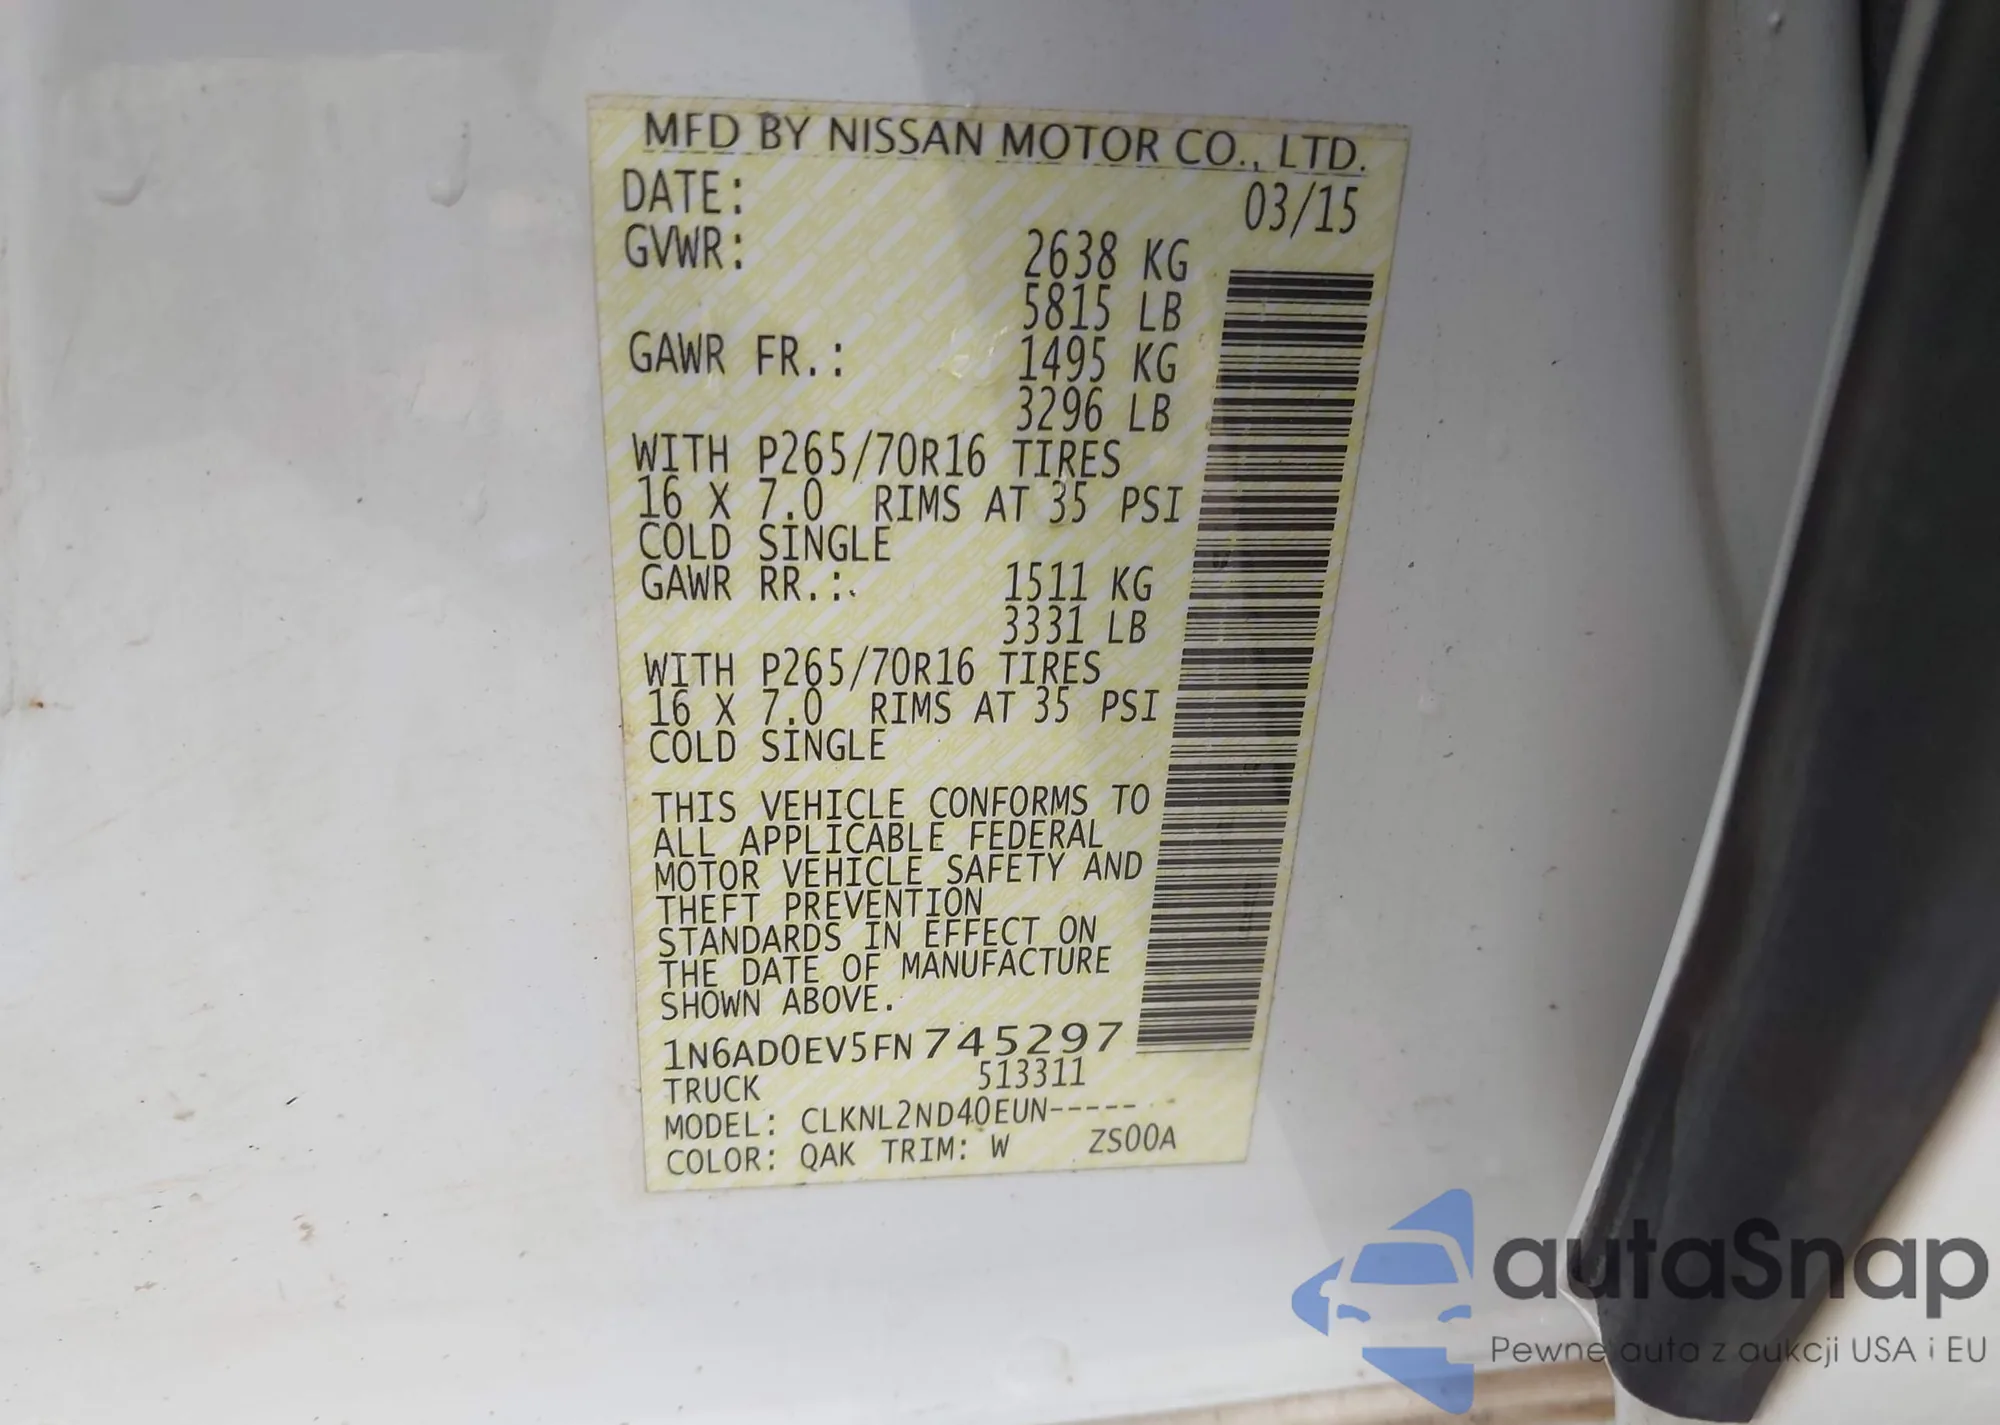 MFD BY NISSAN MOTOR CO., LTD.
DATE: 03/15
GVWR: 2638 KG
5815 LB
GAWR FR.: 1495 KG
3296 LB
WITH P265/70R16 TIRES
16 X 7.0 RIMS AT 35 PSI
COLD SINGLE
GAWR RR.: 1511 KG
3331 LB
WITH P265/70R16 TIRES
16 X 7.0 RIMS AT 35 PSI
COLD SINGLE
THIS VEHICLE CONFORMS TO
ALL APPLICABLE FEDERAL
MOTOR VEHICLE SAFETY AND
THEFT PREVENTION
STANDARDS IN EFFECT ON
THE DATE OF MANUFACTURE
SHOWN ABOVE.
1N6AD0EV5FN745297
TRUCK 513311
MODEL: CLKNL2ND40EUN-------
COLOR: QAK TRIM: W ZS00A
autaSnap
Pewne auta z aukcji USA i EU